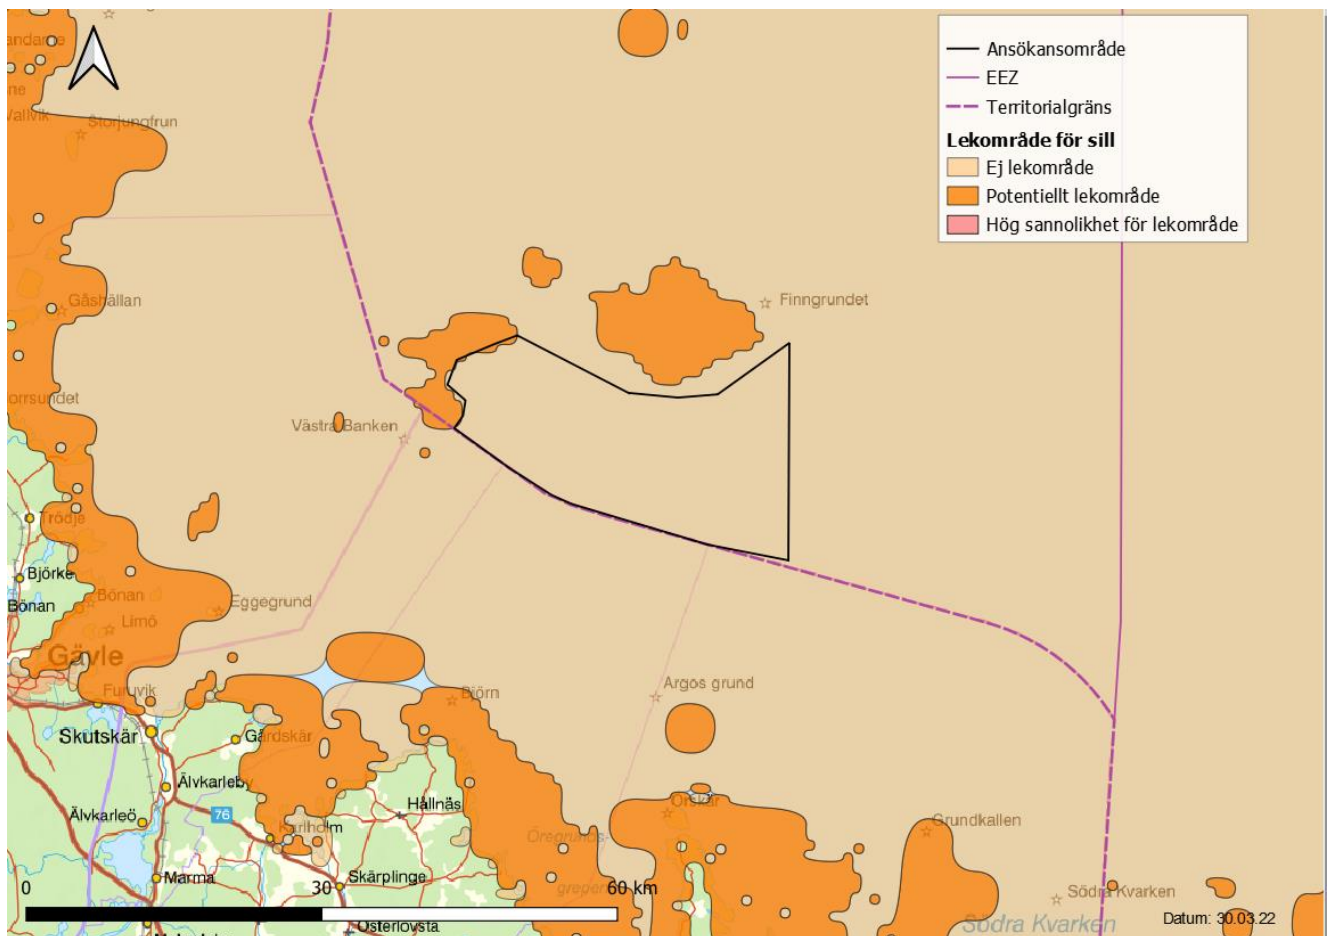 Ansökansområde
EEZ
Territorialgräns
Lekområde för sill
Ej lekområde
Potentiellt lekområde
Hög sannolikhet för lekområde
Storjungfrun
Gåshällan
Finngrundet
Västra Banken
Trödje
Björke
Bönan
Bönan
Limö
Eggegrund
Gävle
Furuvik
Skutskär
Gårdskär
Björn
Argos grund
Älvkarleby
Älvkarleö
76
Hållnäs
Karlholm
Örskär
Grundkallen
Öregrunds-
Marma
Skärplinge
Södra Kvarken
Södra Kvarken
0
30
60 km
Datum: 30.03.22